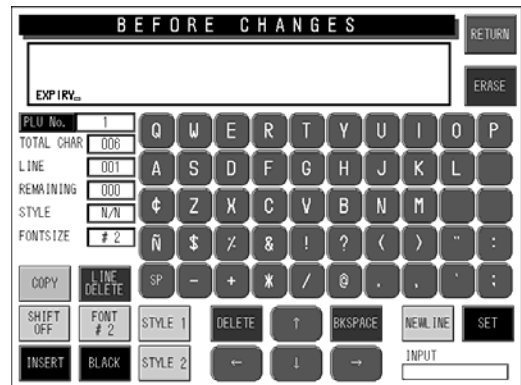 BEFORE CHANGES
RETURN
EXPIRY_
ERASE
PLU No. 1
TOTAL CHAR 006
LINE 001
REMAINING 000
STYLE N/N
FONTSIZE # 2
Q W E R T Y U I O P
A S D F G H J K L
¢ Z X C V B N M
Ñ $ % & ! ? ( ) " :
SP - + * / @ . , ' ;
COPY LINE DELETE
SHIFT OFF FONT # 2 STYLE 1 DELETE ↑ BKSPACE NEWLINE SET
INSERT BLACK STYLE 2 ← ↓ → INPUT